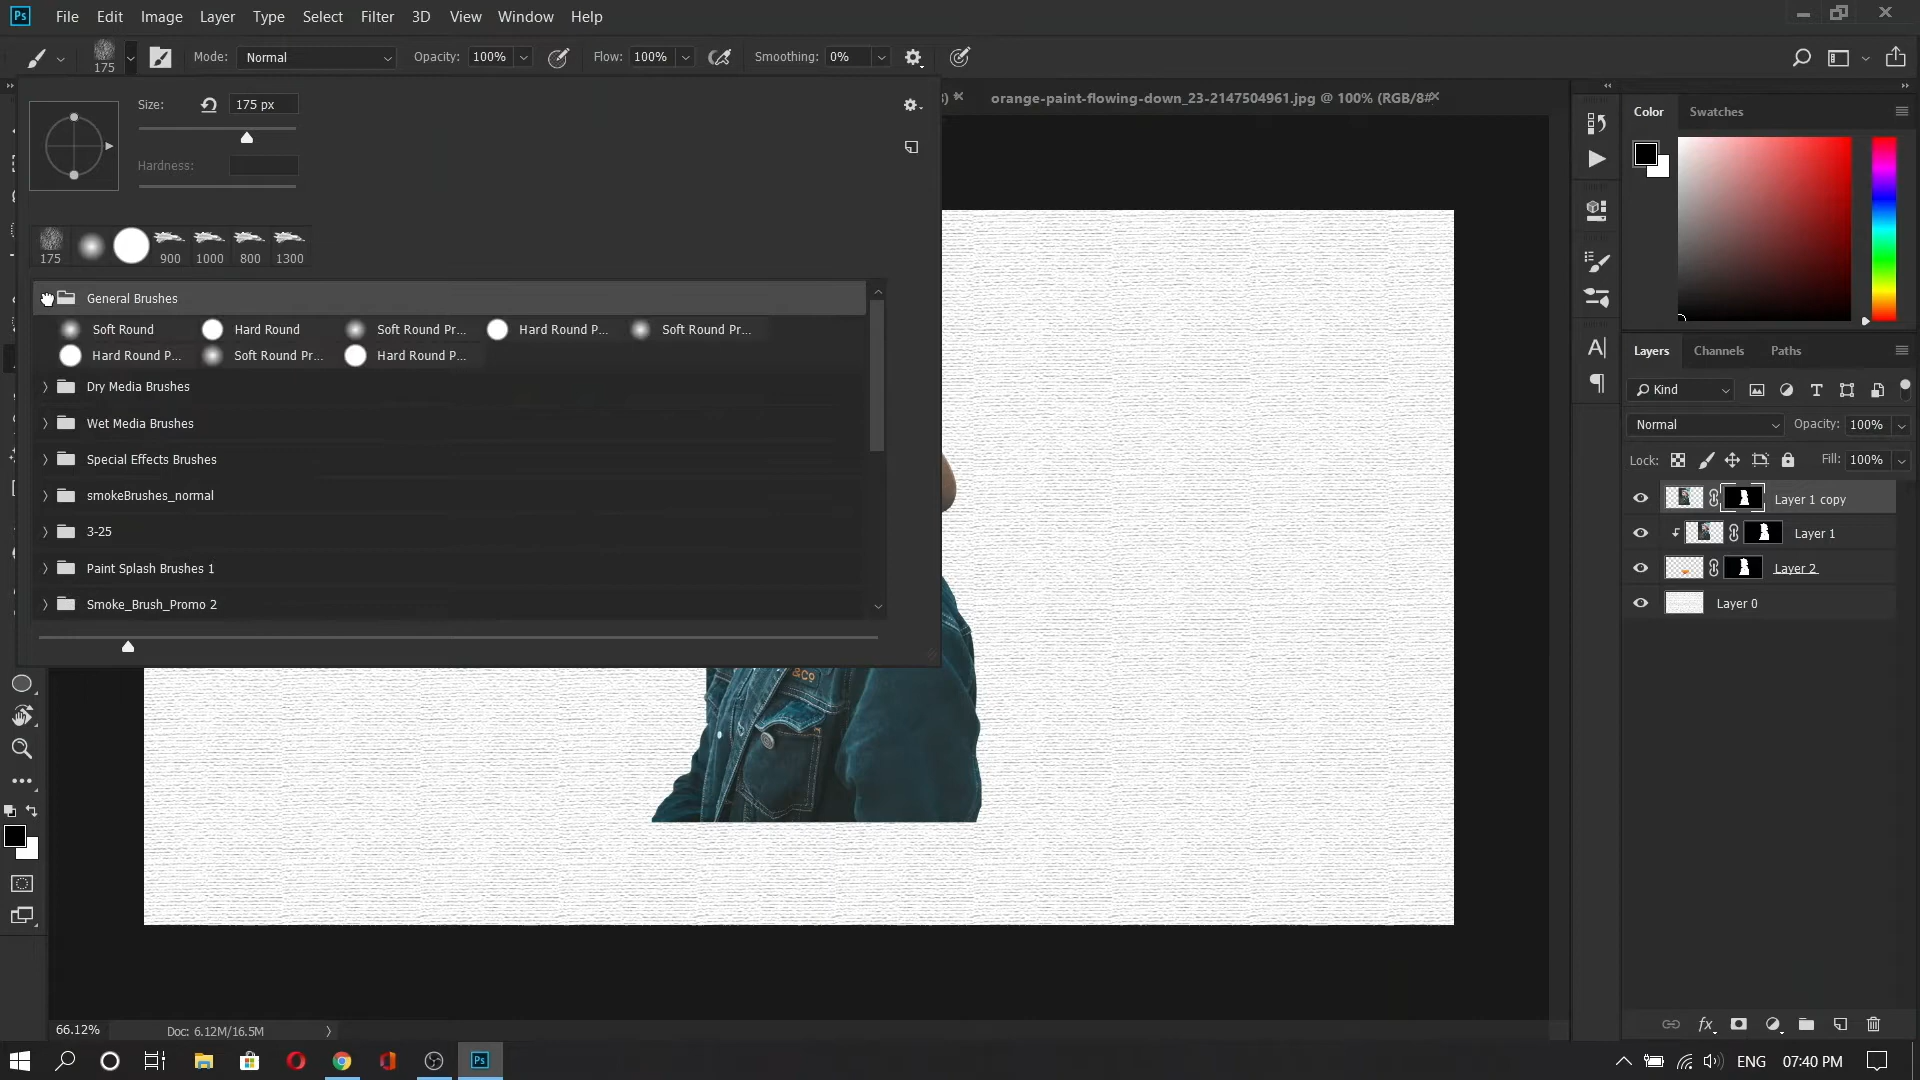 Ps File Edit Image Layer Type Select Filter 3D View Window Help
175 Mode: Normal Opacity: 100% Flow: 100% Smoothing: 0%
) × orange-paint-flowing-down_23-2147504961.jpg @ 100% (RGB/8# ×
Size: 175 px
Hardness:
175 900 1000 800 1300
General Brushes
Soft Round Hard Round Soft Round Pr... Hard Round P... Soft Round Pr...
Hard Round P... Soft Round Pr... Hard Round P...
Dry Media Brushes
Wet Media Brushes
Special Effects Brushes
smokeBrushes_normal
3-25
Paint Splash Brushes 1
Smoke_Brush_Promo 2
&Co
Color Swatches
Layers Channels Paths
Kind
Normal Opacity: 100%
Lock: Fill: 100%
Layer 1 copy
Layer 1
Layer 2
Layer 0
fx
66.12% Doc: 6.12M/16.5M
Ps ENG 07:40 PM